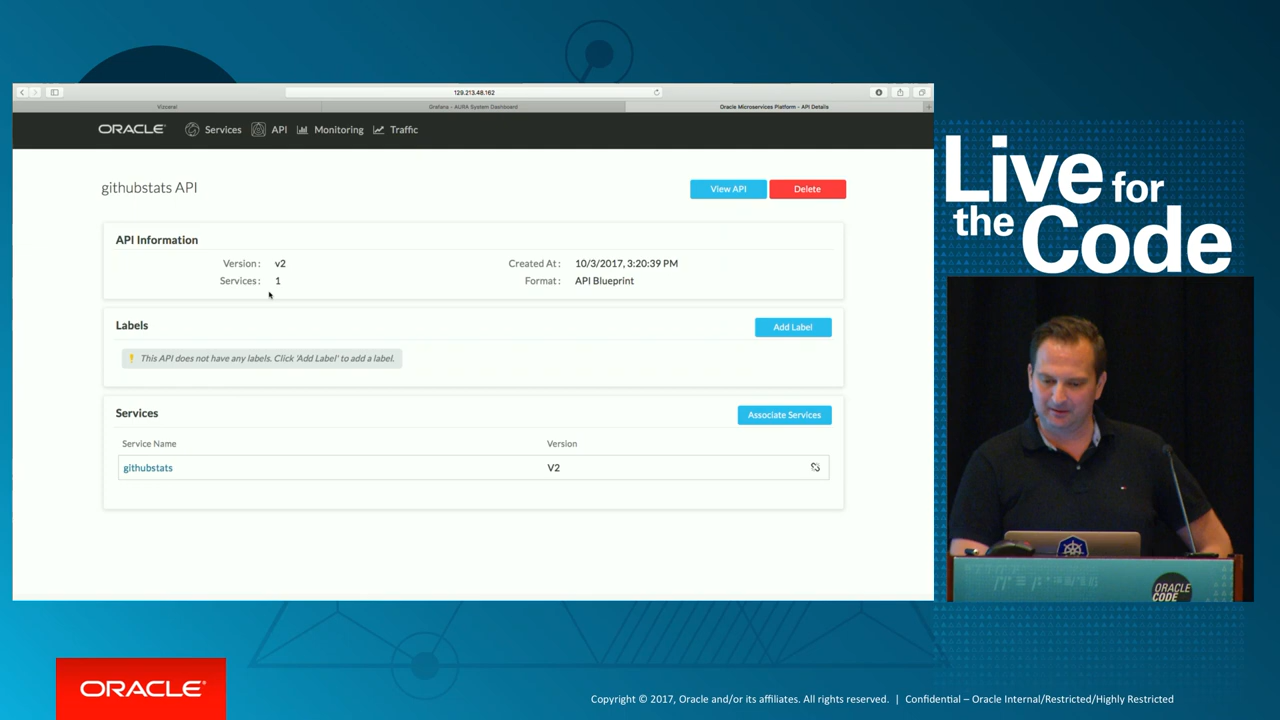 129.213.48.162
Vizceral
Grafana - AURA System Dashboard
Oracle Microservices Platform - API Details
ORACLE
Services
API
Monitoring
Traffic
githubstats API
View API
Delete
API Information
Version: v2
Created At: 10/3/2017, 3:20:39 PM
Services: 1
Format: API Blueprint
Labels
Add Label
This API does not have any labels. Click 'Add Label' to add a label.
Services
Associate Services
Service Name
Version
githubstats
V2
Live for
the Code
ORACLE
CODE
ORACLE
Copyright © 2017, Oracle and/or its affiliates. All rights reserved. | Confidential – Oracle Internal/Restricted/Highly Restricted